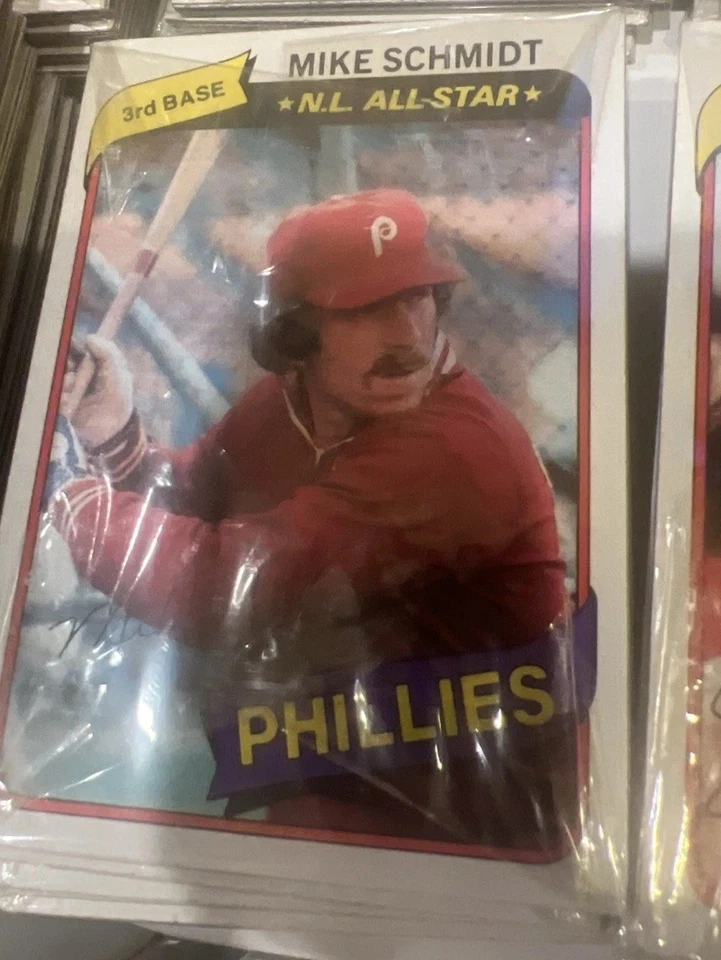 MIKE SCHMIDT
3rd BASE
★N.L. ALL-STAR★
P
PHILLIES